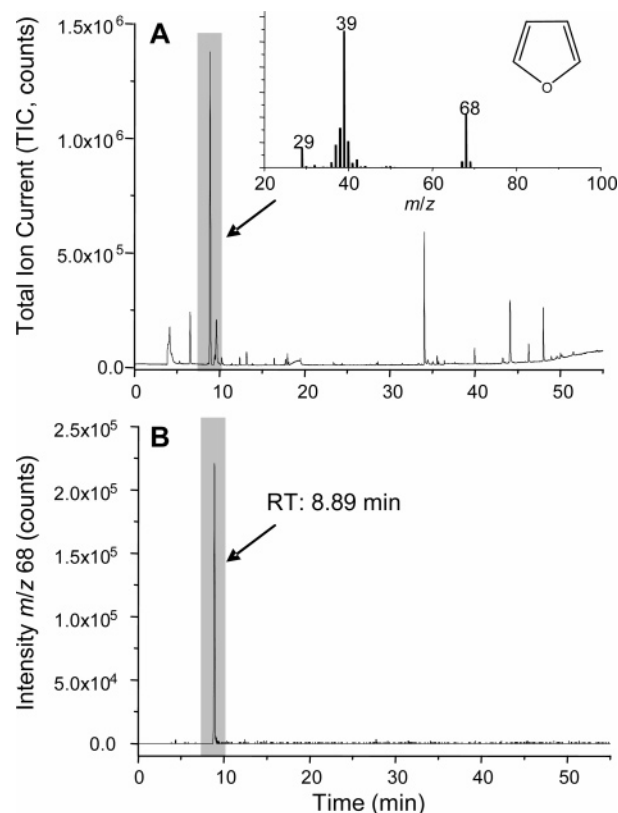 A
Total Ion Current (TIC, counts)
1.5x10⁶
1.0x10⁶
5.0x10⁵
0.0
0 10 20 30 40 50
39
68
29
20 40 60 80 100
m/z
O
B
Intensity m/z 68 (counts)
2.5x10⁵
2.0x10⁵
1.5x10⁵
1.0x10⁵
5.0x10⁴
0.0
RT: 8.89 min
0 10 20 30 40 50
Time (min)